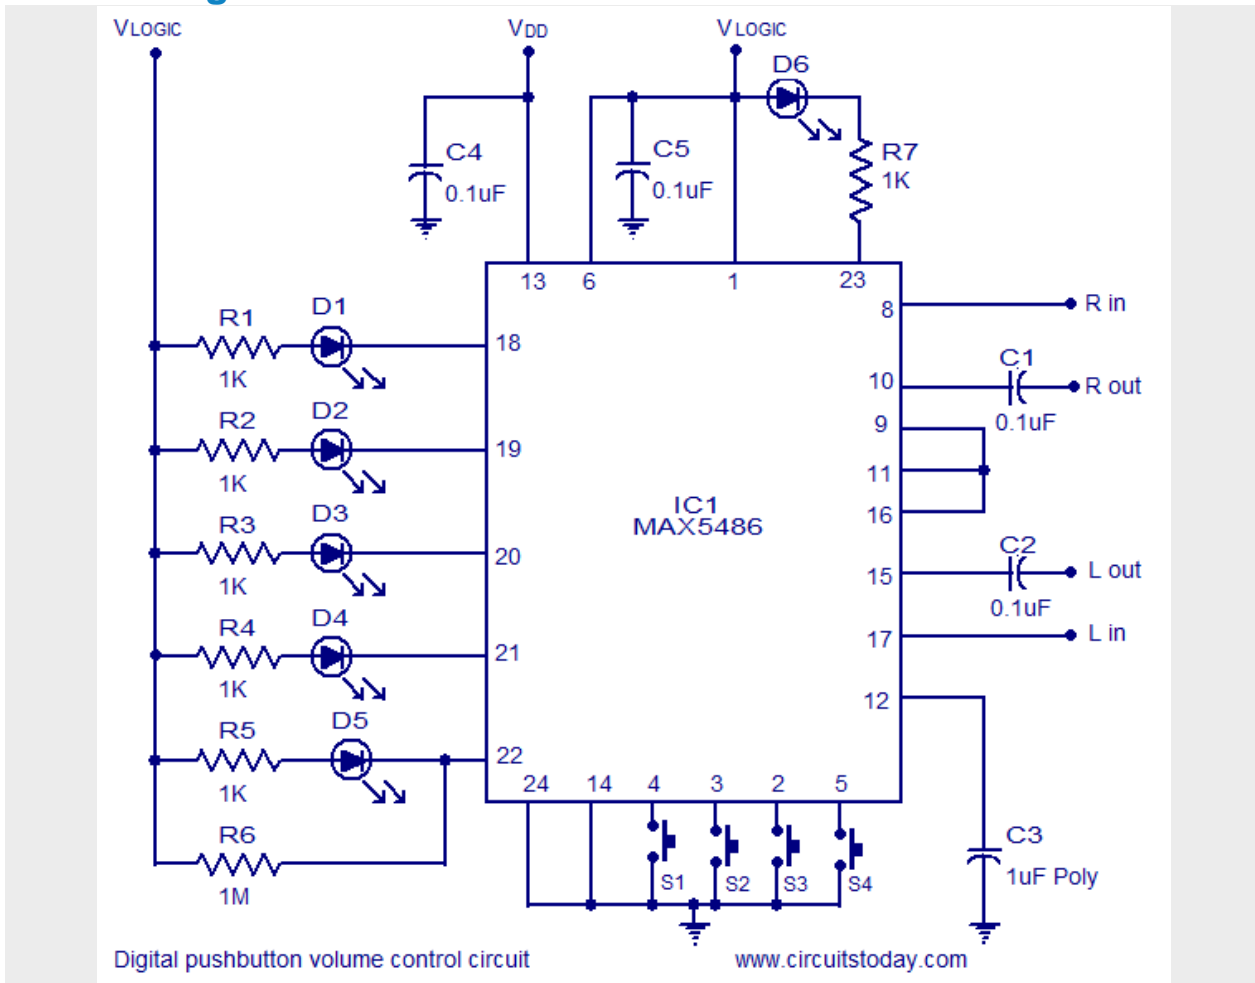 VLOGIC
VDD
VLOGIC
D6
C4
0.1uF
C5
0.1uF
R7
1K
13
6
1
23
8
R in
R1
D1
1K
18
10
C1
R out
0.1uF
R2
D2
1K
19
9
11
16
IC1
MAX5486
R3
D3
1K
20
C2
15
L out
0.1uF
R4
D4
1K
21
17
L in
12
R5
D5
1K
22
24
14
4
3
2
5
R6
1M
S1
S2
S3
S4
C3
1uF Poly
Digital pushbutton volume control circuit
www.circuitstoday.com